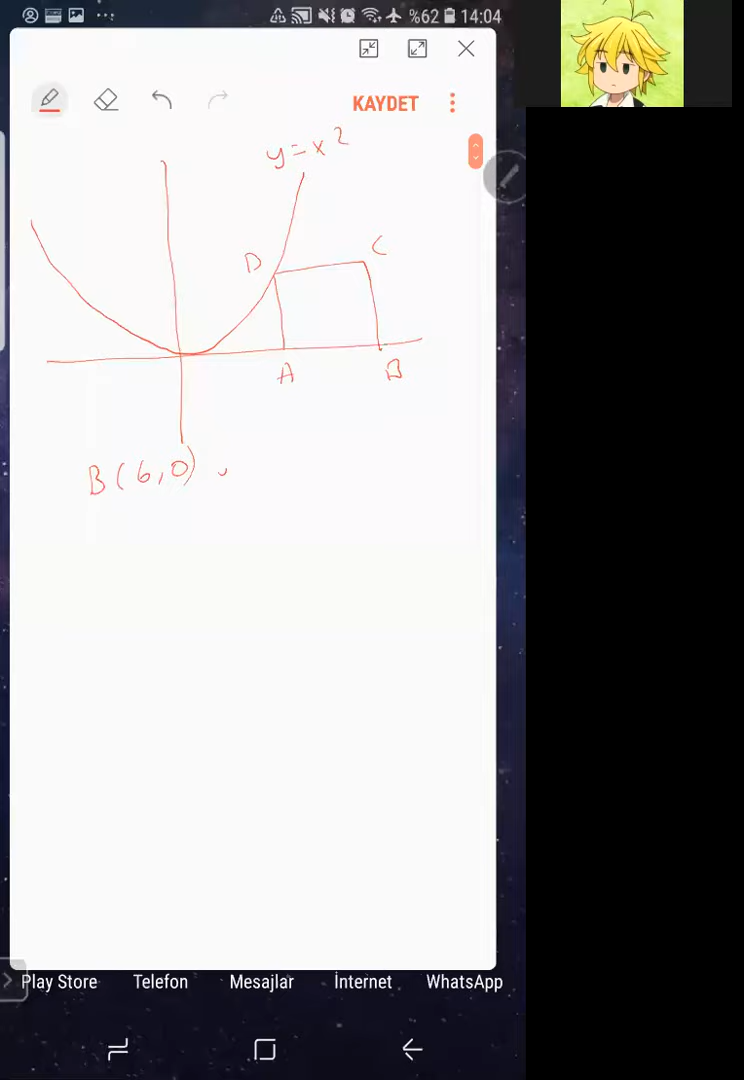 %62 14:04
KAYDET
y=x²
D
C
A
B
B(6,0),
Play Store Telefon Mesajlar İnternet WhatsApp